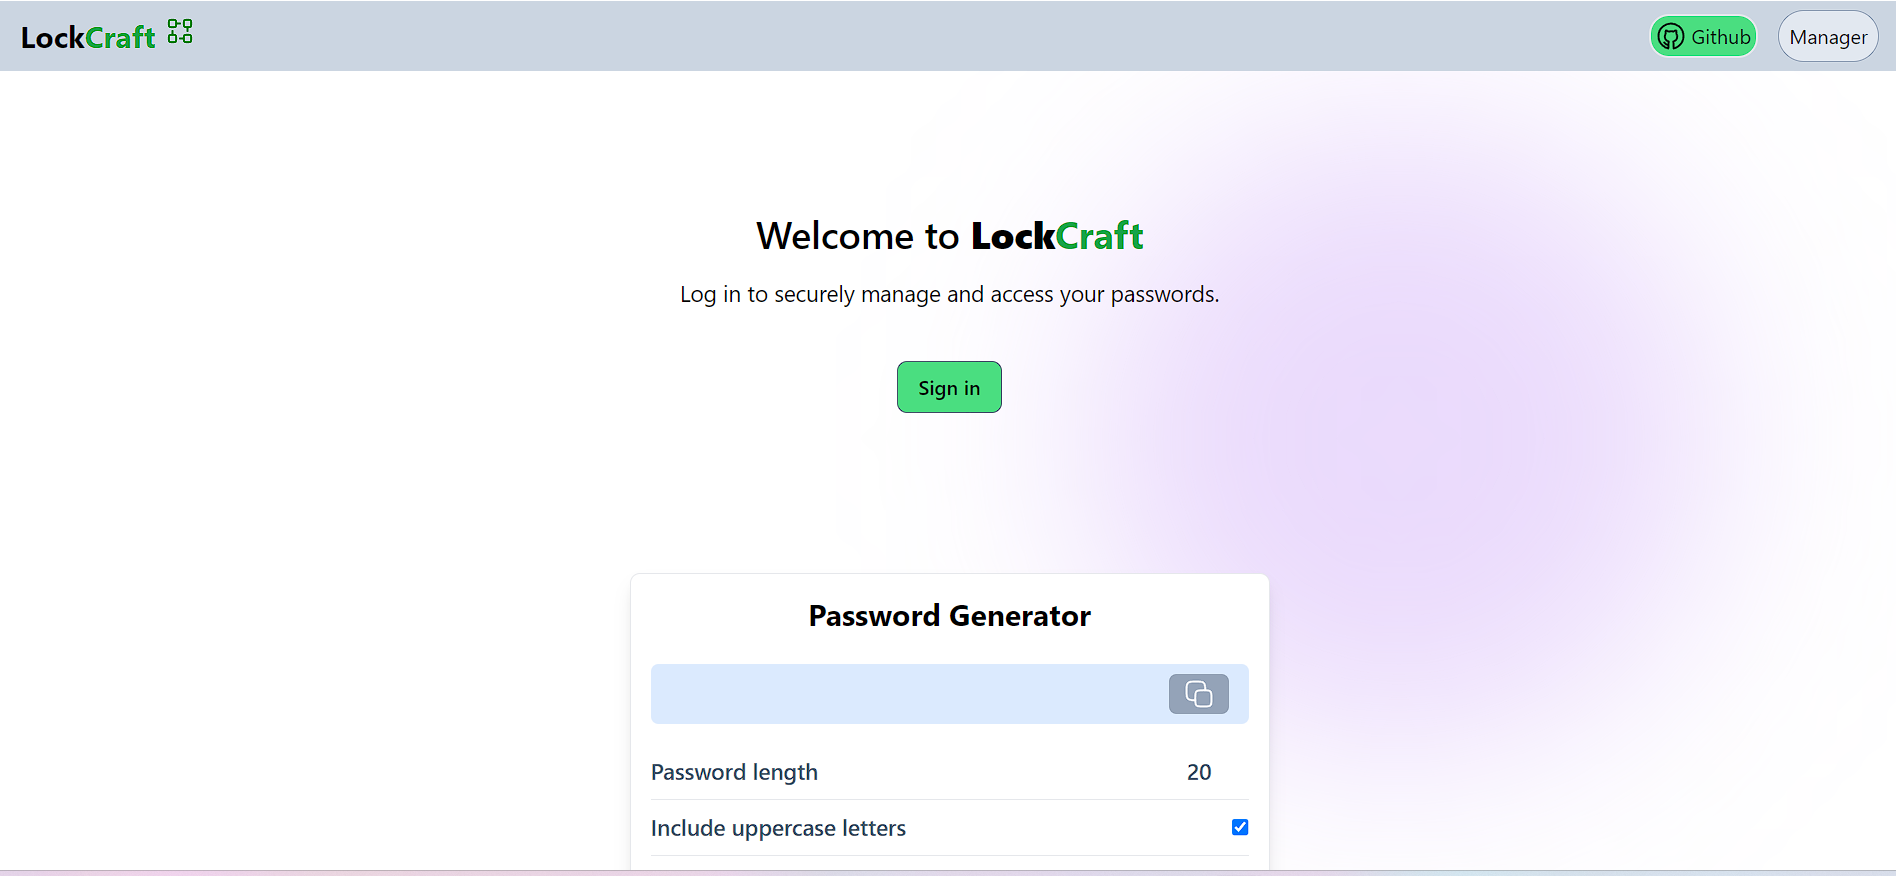 LockCraft
Github
Manager
Welcome to LockCraft
Log in to securely manage and access your passwords.
Sign in
Password Generator
Password length 20
Include uppercase letters